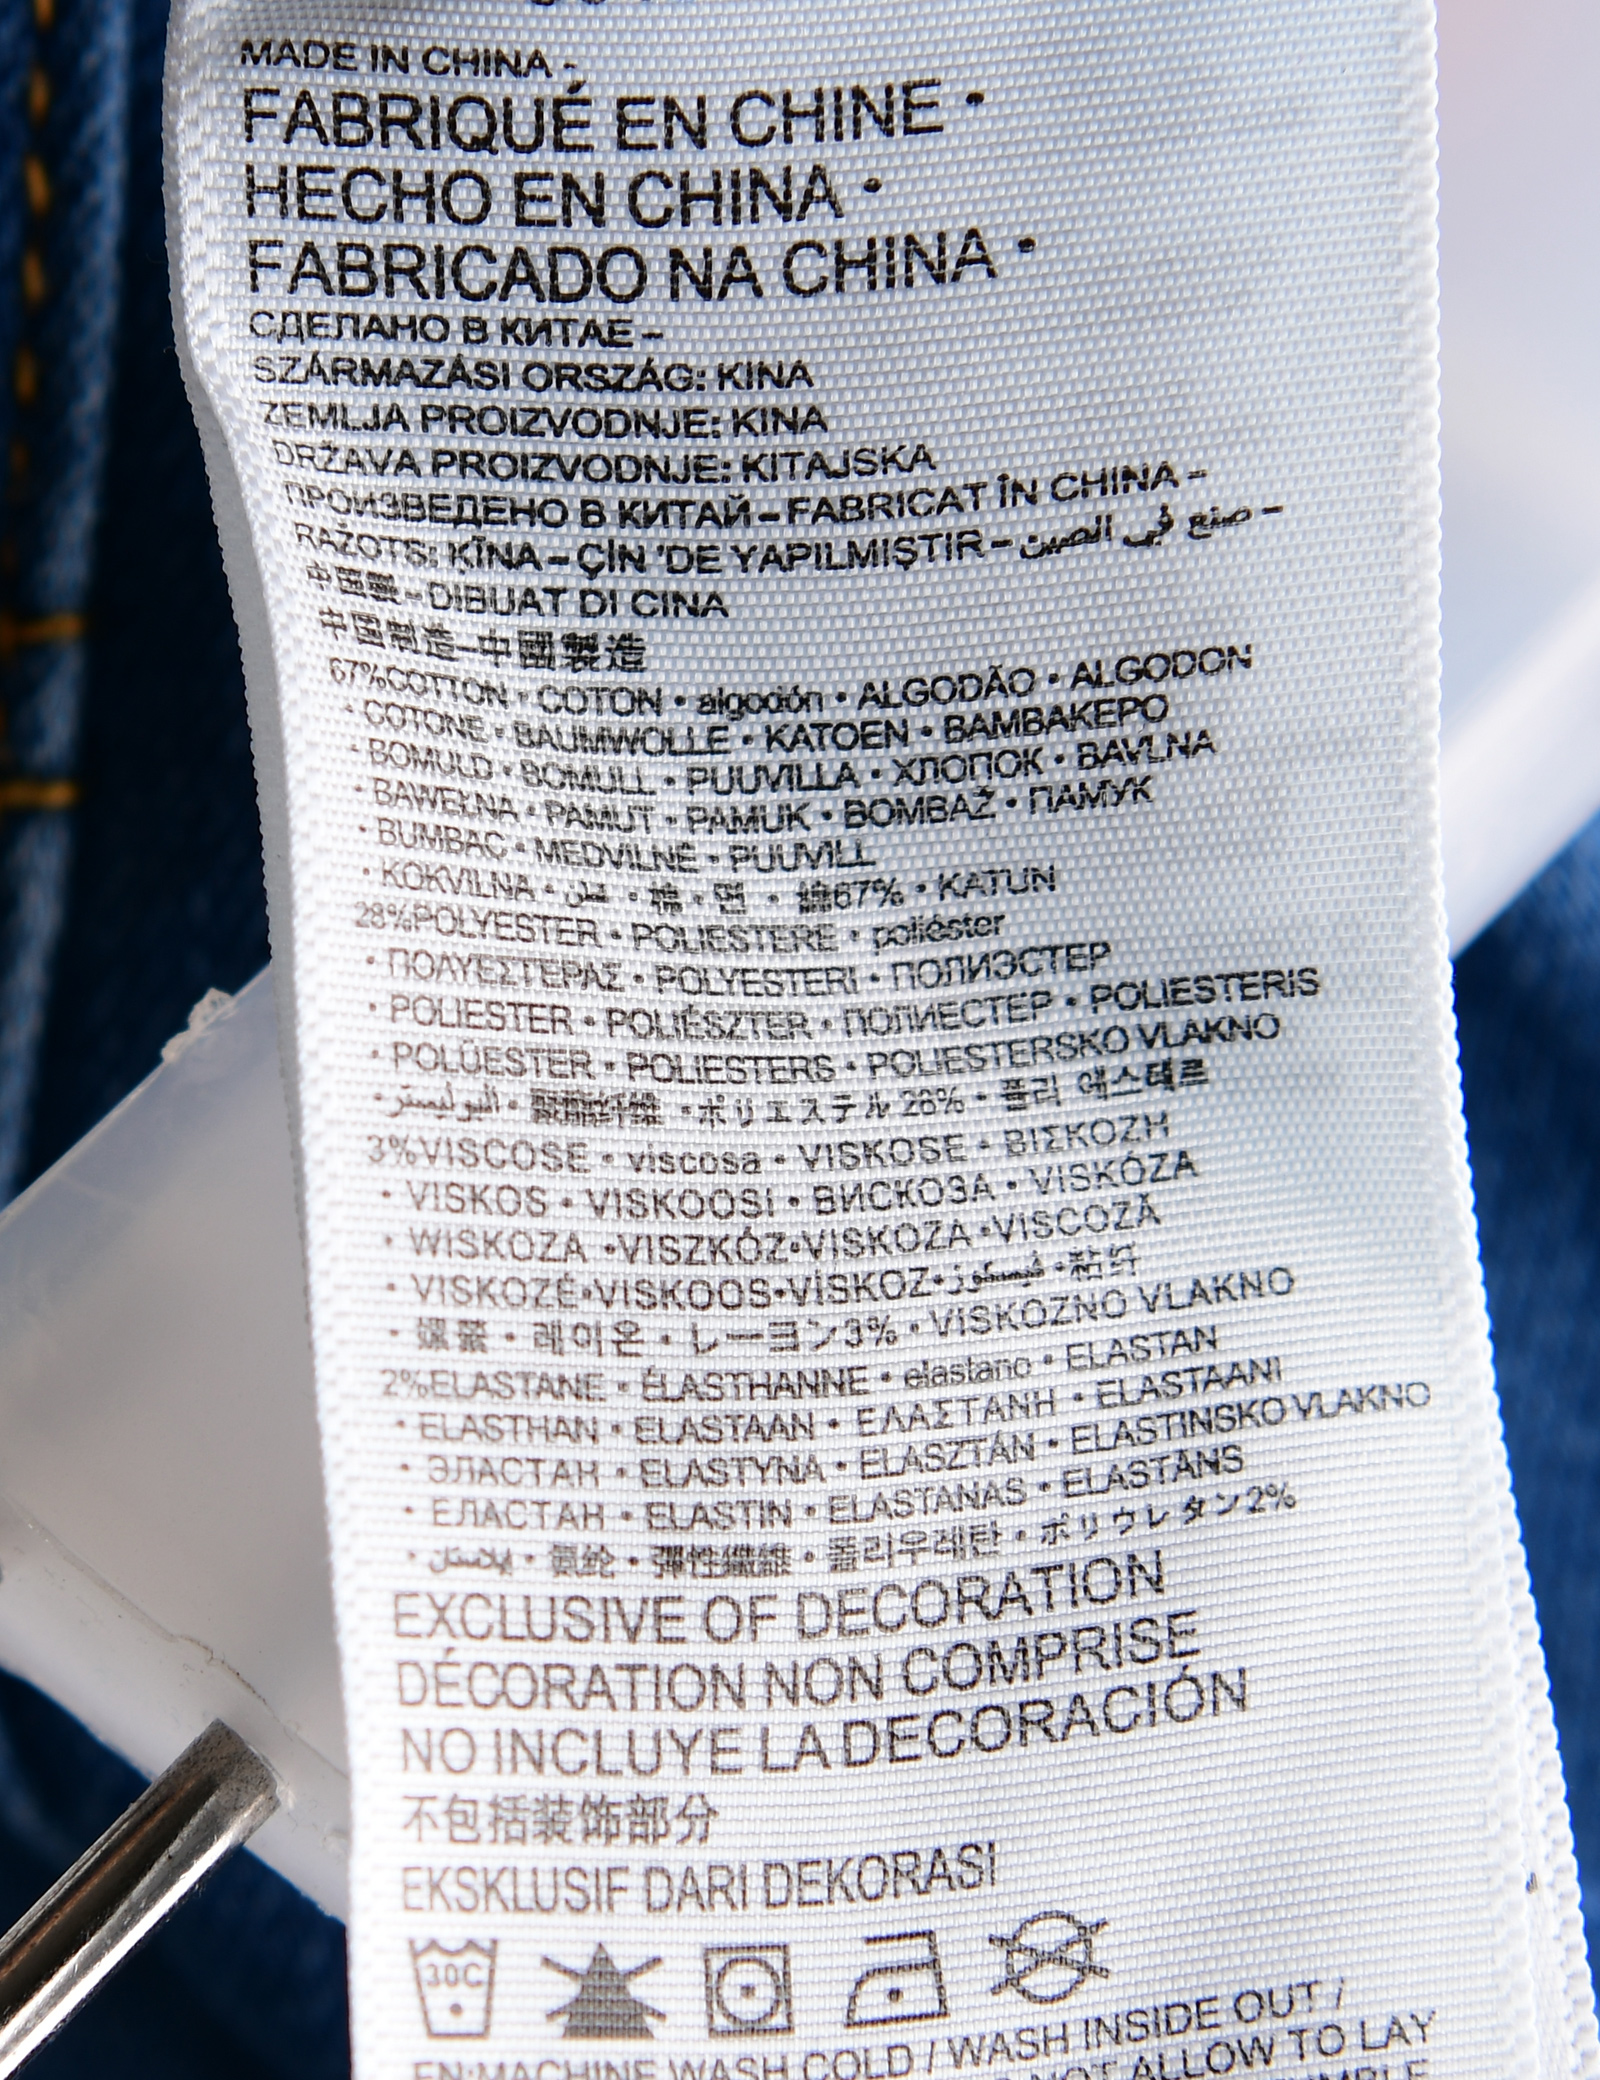 MADE IN CHINA -
FABRIQUÉ EN CHINE •
HECHO EN CHINA •
FABRICADO NA CHINA •
СДЕЛАНО В КИТАЕ –
SZÁRMAZÁSI ORSZÁG: KINA
ZEMLJA PROIZVODNJE: KINA
DRŽAVA PROIZVODNJE: KITAJSKA
ПРОИЗВЕДЕНО В КИТАЙ – FABRICAT ÎN CHINA –
RAŽOTS: ĶĪNA – ÇİN 'DE YAPILMIŞTIR – صنع في الصين –
中国製 – DIBUAT DI CINA
中国制造 – 中國製造
67%COTTON • COTON • algodón • ALGODÃO • ALGODON
• COTONE • BAUMWOLLE • KATOEN • ΒΑΜΒΑΚΕΡΟ
• BOMULD • BOMULL • PUUVILLA • ХЛОПОК • BAVLNA
• BAWEŁNA • PAMUT • PAMUK • BOMBAŽ • ПАМУК
• BUMBAC • MEDVILNĖ • PUUVILL
• KOKVILNA • قطن • 棉 • 면 • 綿67% • KATUN
28%POLYESTER • POLIESTERE • poliéster
• ΠΟΛΥΕΣΤΕΡΑΣ • POLYESTERI • ПОЛИЭСТЕР
• POLIESTER • POLIÉSZTER • ПОЛИЕСТЕР • POLIESTERIS
• POLÜESTER • POLIESTERS • POLIESTERSKO VLAKNO
• البوليستر • 聚酯纤维 • ポリエステル 28% • 폴리 에스테르
3%VISCOSE • viscosa • VISKOSE • ΒΙΣΚΟΖΗ
• VISKOS • VISKOOSI • ВИСКОЗА • VISKÓZA
• WISKOZA • VISZKÓZ • VISKOZA • VISCOZĂ
• VISKOZĖ • VISKOOS • VİSKOZ • فيسكوز • 粘纤
• 嫘縈 • 레이온 • レーヨン3% • VISKOZNO VLAKNO
2%ELASTANE • ÉLASTHANNE • elastano • ELASTAN
• ELASTHAN • ELASTAAN • ΕΛΑΣΤΑΝΗ • ELASTAANI
• ЭЛАСТАН • ELASTYNA • ELASZTÁN • ELASTINSKO VLAKNO
• ЕЛАСТАН • ELASTIN • ELASTANAS • ELASTĀNS
• إيلاستان • 氨纶 • 彈性纖維 • 폴리우레탄 • ポリウレタン2%
EXCLUSIVE OF DECORATION
DÉCORATION NON COMPRISE
NO INCLUYE LA DECORACIÓN
不包括装饰部分
EKSKLUSIF DARI DEKORASI
30C
EN:MACHINE WASH COLD / WASH INSIDE OUT /
NOT ALLOW TO LAY